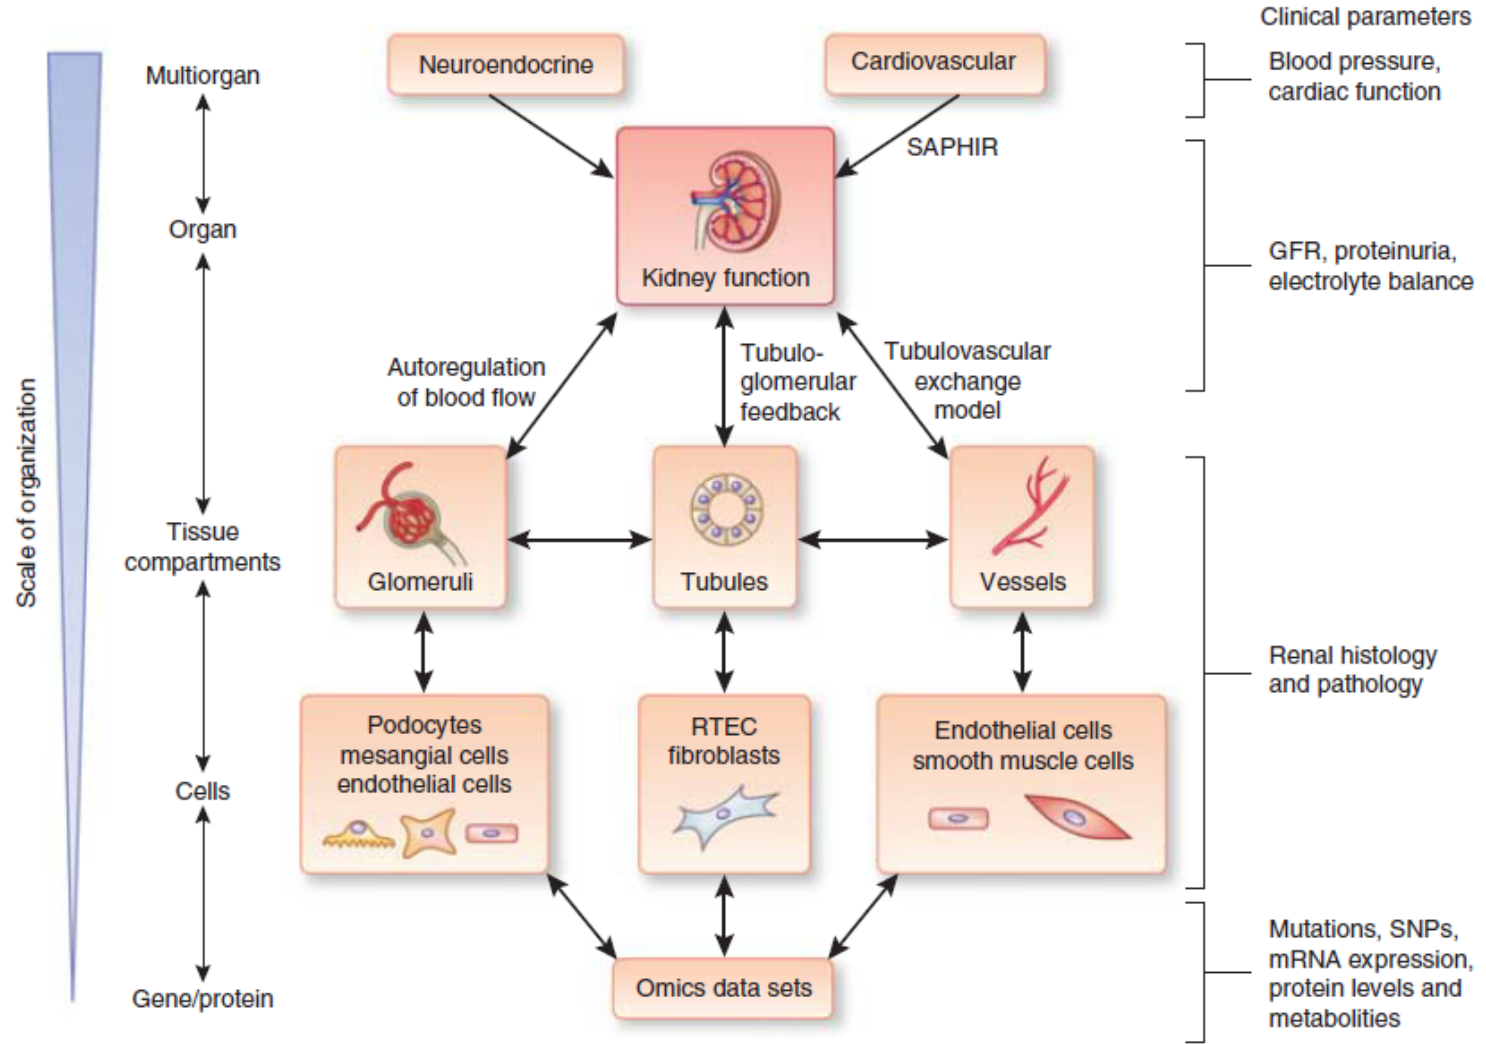 Clinical parameters
Multiorgan
Neuroendocrine
Cardiovascular
Blood pressure,
cardiac function
SAPHIR
Organ
Kidney function
GFR, proteinuria,
electrolyte balance
Autoregulation
of blood flow
Tubulo-
glomerular
feedback
Tubulovascular
exchange
model
Scale of organization
Tissue
compartments
Glomeruli
Tubules
Vessels
Renal histology
and pathology
Cells
Podocytes
mesangial cells
endothelial cells
RTEC
fibroblasts
Endothelial cells
smooth muscle cells
Gene/protein
Omics data sets
Mutations, SNPs,
mRNA expression,
protein levels and
metabolities